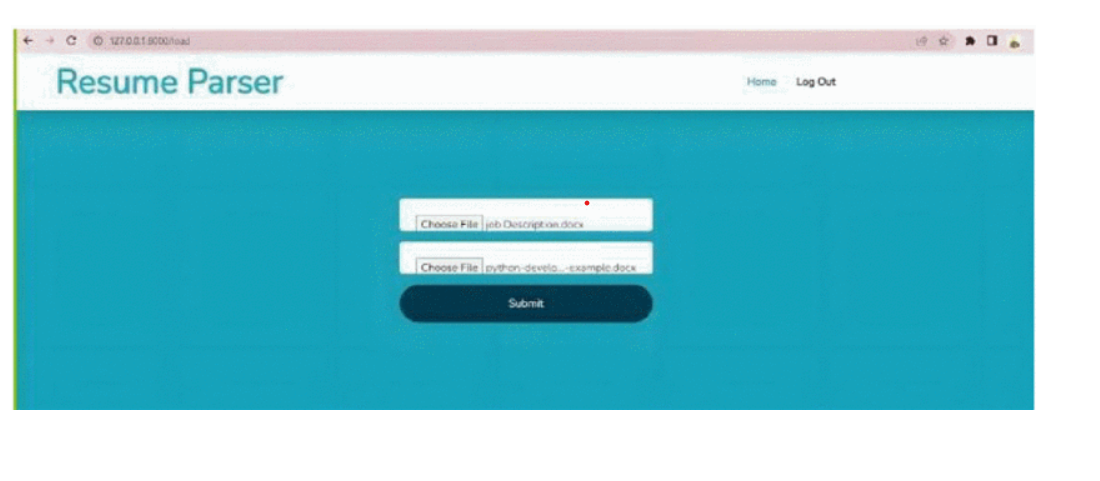 127.0.0.1:8000/load
Resume Parser
Home Log Out
Choose File job Description.docx
Choose File python-develo...-example.docx
Submit